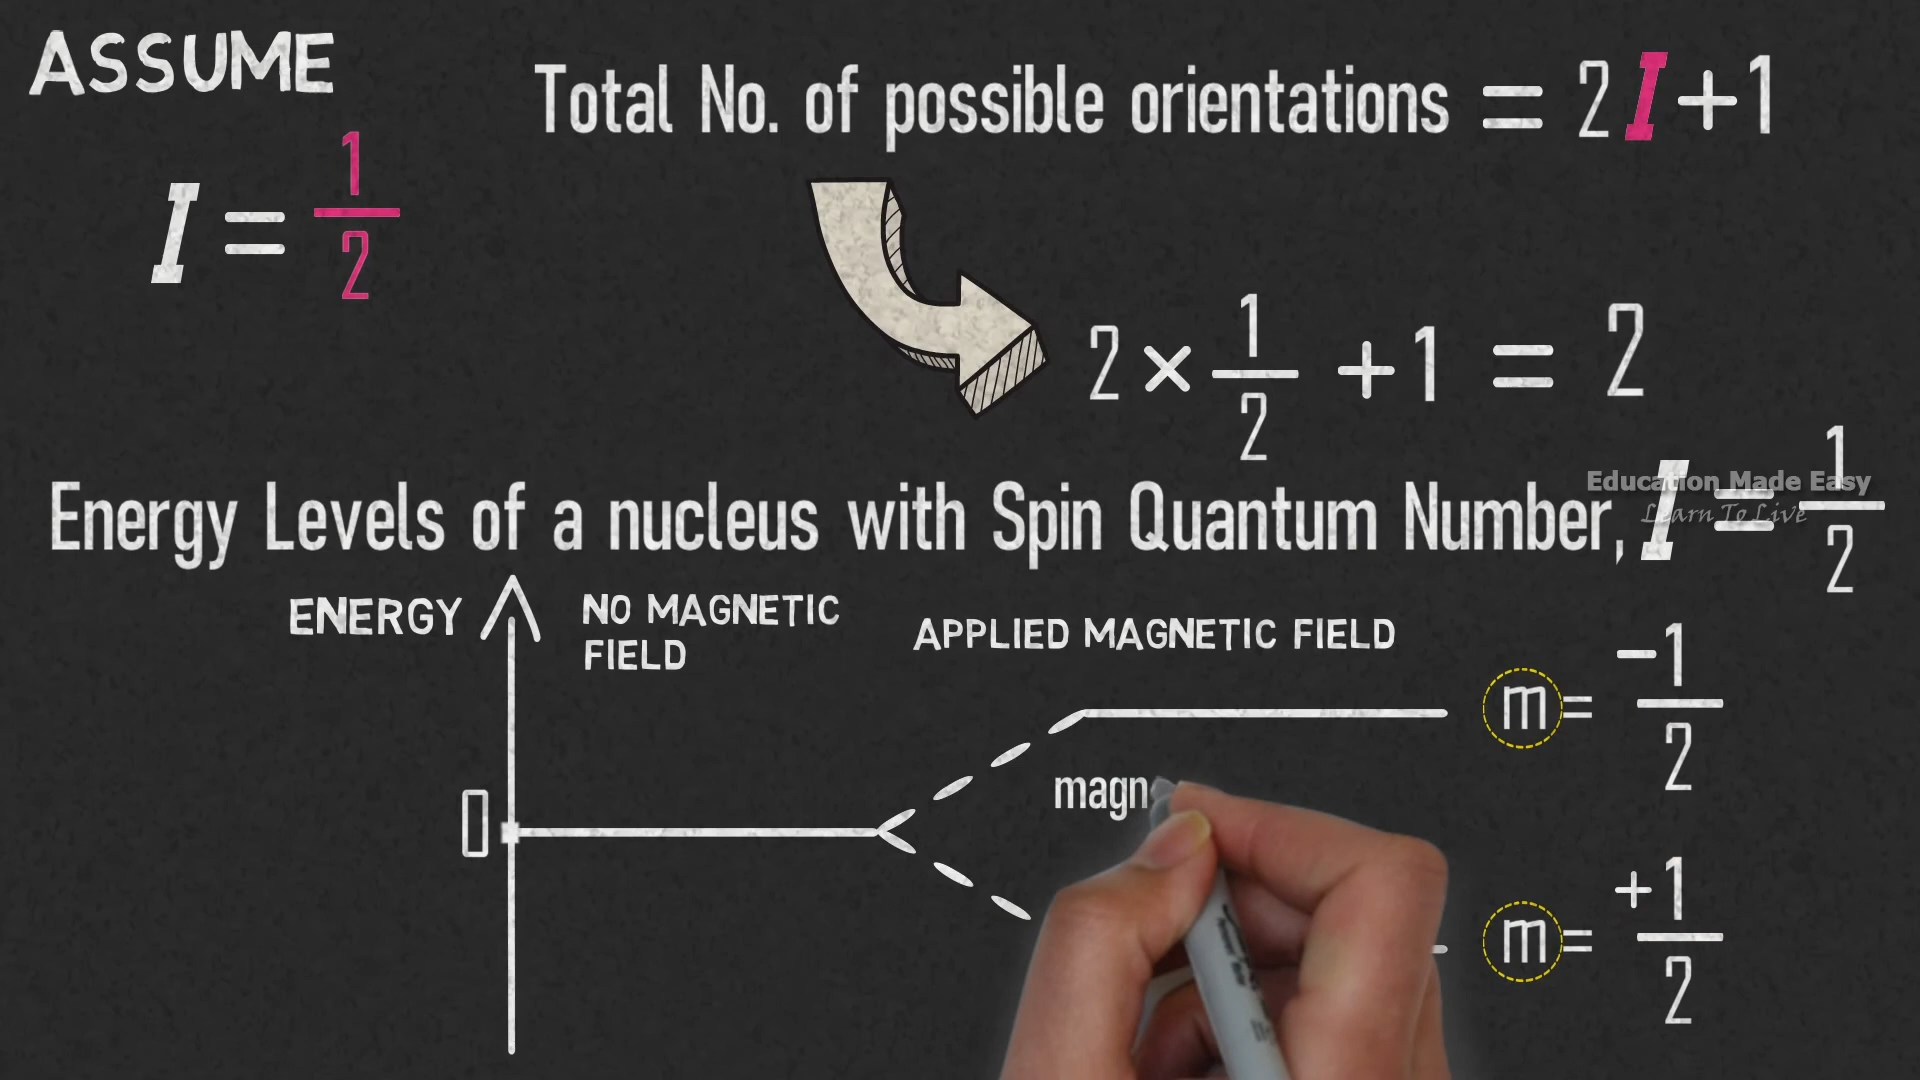 ASSUME
Total No. of possible orientations = 2I+1
I = 1/2
2 × 1/2 + 1 = 2
Energy Levels of a nucleus with Spin Quantum Number, I = 1/2
Education Made Easy
Learn To Live
ENERGY
NO MAGNETIC
FIELD
APPLIED MAGNETIC FIELD
m = -1/2
magn
0
m = +1/2